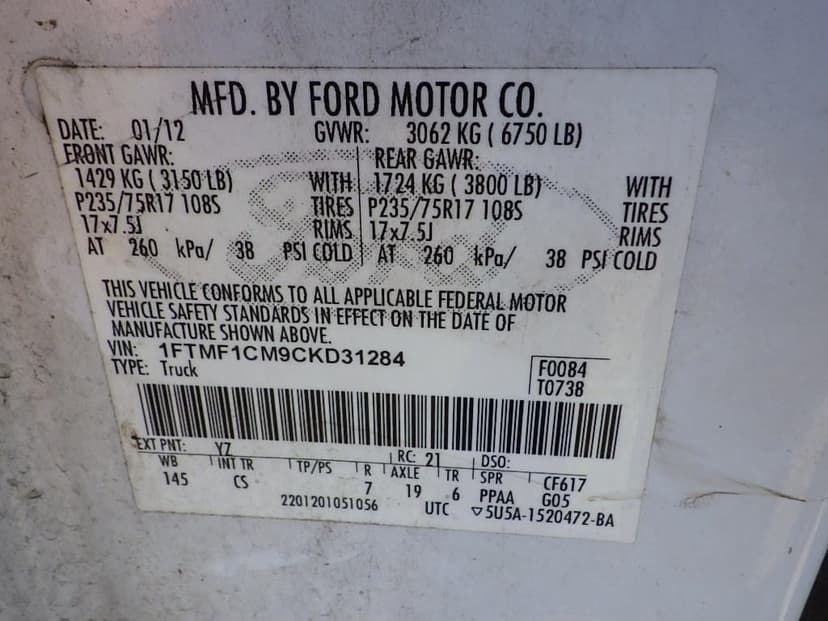 MFD. BY FORD MOTOR CO.
DATE: 01/12 GVWR: 3062 KG ( 6750 LB)
FRONT GAWR: REAR GAWR:
1429 KG ( 3150 LB) WITH 1724 KG ( 3800 LB) WITH
P235/75R17 108S TIRES P235/75R17 108S TIRES
17x7.5J RIMS 17x7.5J RIMS
AT 260 kPa/ 38 PSI COLD AT 260 kPa/ 38 PSI COLD
THIS VEHICLE CONFORMS TO ALL APPLICABLE FEDERAL MOTOR
VEHICLE SAFETY STANDARDS IN EFFECT ON THE DATE OF
MANUFACTURE SHOWN ABOVE.
VIN: 1FTMF1CM9CKD31284
TYPE: Truck
F0084
T0738
EXT PNT: YZ RC: 21 DSO:
WB INT TR TP/PS R AXLE TR SPR CF617
145 CS 7 19 6 PPAA G05
2201201051056 UTC ▽5U5A-1520472-BA